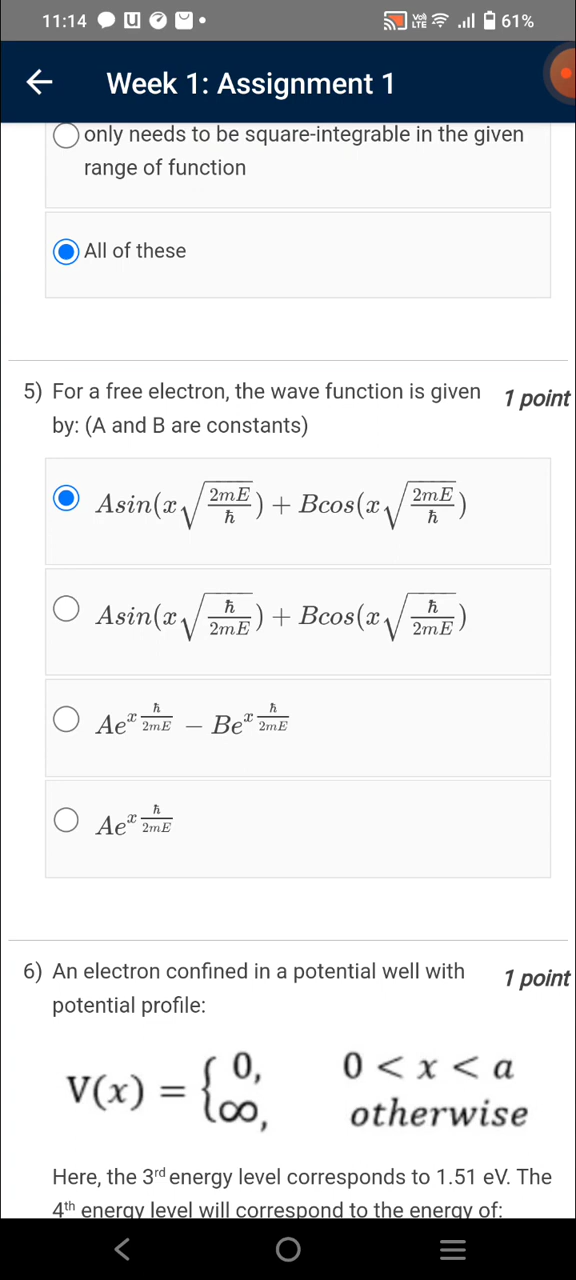 11:14 61%
Week 1: Assignment 1
only needs to be square-integrable in the given
range of function
All of these
5) For a free electron, the wave function is given 1 point
by: (A and B are constants)
Asin(x√(2mE/ħ)) + Bcos(x√(2mE/ħ))
Asin(x√(ħ/2mE)) + Bcos(x√(ħ/2mE))
Ae^{x ħ/2mE} − Be^{x ħ/2mE}
Ae^{x ħ/2mE}
6) An electron confined in a potential well with 1 point
potential profile:
V(x) = {0, 0 < x < a
∞, otherwise
Here, the 3rd energy level corresponds to 1.51 eV. The
4th energy level will correspond to the energy of: